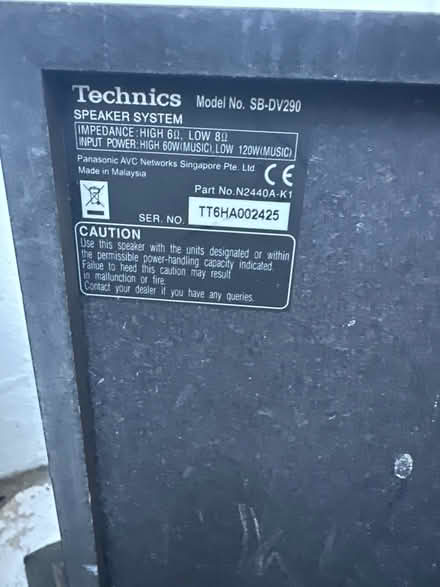 Technics Model No. SB-DV290
SPEAKER SYSTEM
IMPEDANCE: HIGH 6Ω, LOW 8Ω
INPUT POWER: HIGH 60W(MUSIC), LOW 120W(MUSIC)
Panasonic AVC Networks Singapore Pte. Ltd
Made in Malaysia
CE
Part No. N2440A-K1
SER. NO. TT6HA002425
CAUTION
Use this speaker with the units designated or within
the permissible power-handling capacity indicated.
Failure to heed this caution may result
in malfunction or fire.
Contact your dealer if you have any queries.